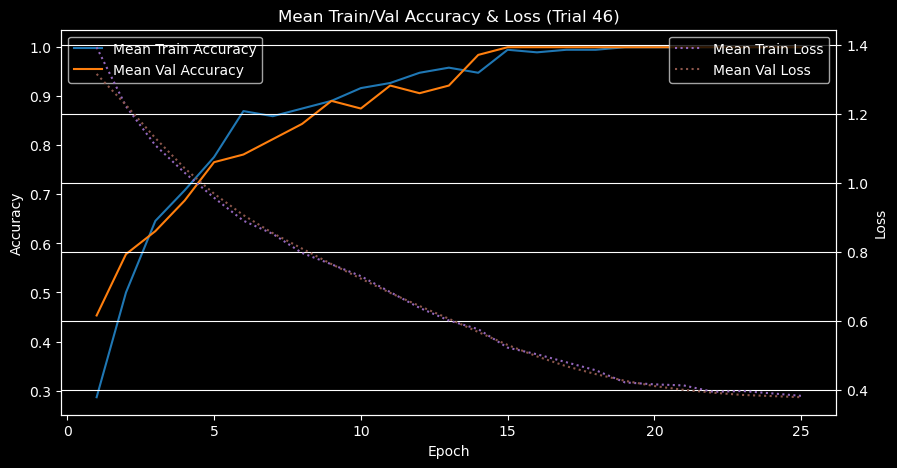 Mean Train/Val Accuracy & Loss (Trial 46)
Mean Train Accuracy
Mean Val Accuracy
Mean Train Loss
Mean Val Loss
1.0
0.9
0.8
0.7
0.6
0.5
0.4
0.3
Accuracy
1.4
1.2
1.0
0.8
0.6
0.4
Loss
0
5
10
15
20
25
Epoch